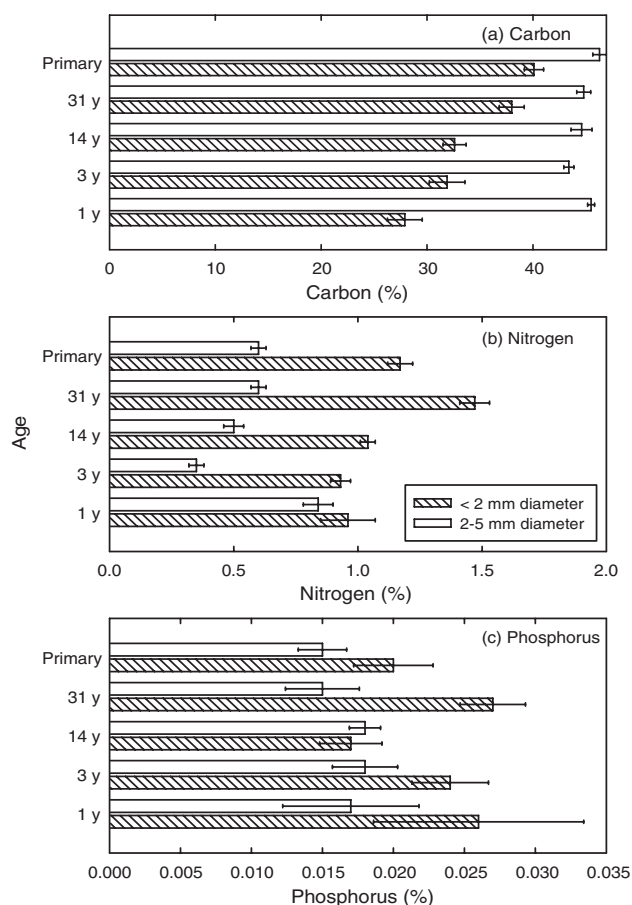 (a) Carbon
Primary
31 y
14 y
3 y
1 y
0 10 20 30 40
Carbon (%)
(b) Nitrogen
Primary
31 y
14 y
3 y
1 y
Age
< 2 mm diameter
2-5 mm diameter
0.0 0.5 1.0 1.5 2.0
Nitrogen (%)
(c) Phosphorus
Primary
31 y
14 y
3 y
1 y
0.000 0.005 0.010 0.015 0.020 0.025 0.030 0.035
Phosphorus (%)